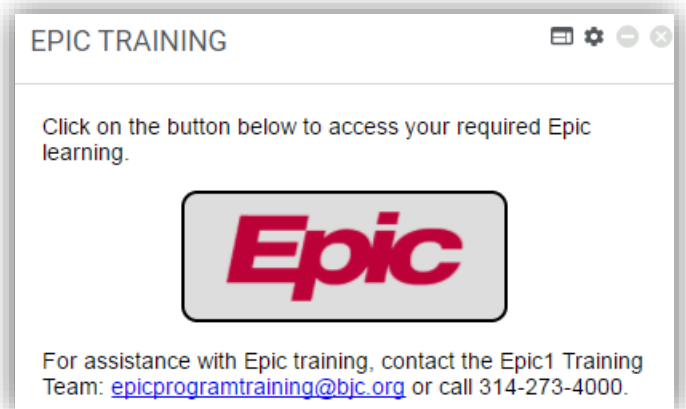 EPIC TRAINING
Click on the button below to access your required Epic
learning.
Epic
For assistance with Epic training, contact the Epic1 Training
Team: epicprogramtraining@bjc.org or call 314-273-4000.